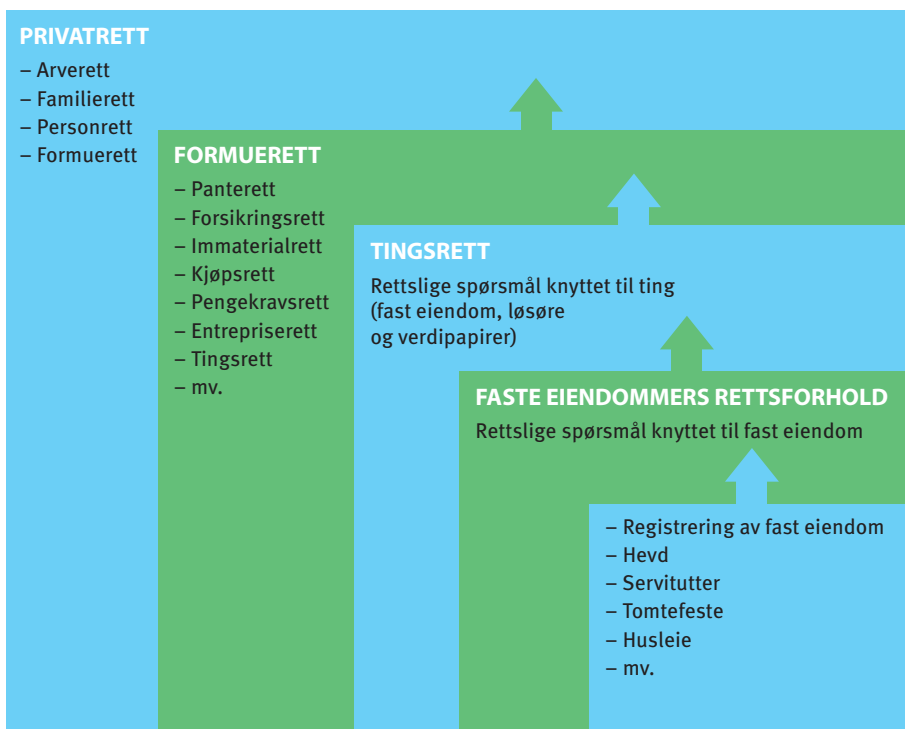 PRIVATRETT
– Arverett
– Familierett
– Personrett
– Formuerett
FORMUERETT
– Panterett
– Forsikringsrett
– Immaterialrett
– Kjøpsrett
– Pengekravsrett
– Entrepriserett
– Tingsrett
– mv.
TINGSRETT
Rettslige spørsmål knyttet til ting
(fast eiendom, løsøre
og verdipapirer)
FASTE EIENDOMMERS RETTSFORHOLD
Rettslige spørsmål knyttet til fast eiendom
– Registrering av fast eiendom
– Hevd
– Servitutter
– Tomtefeste
– Husleie
– mv.